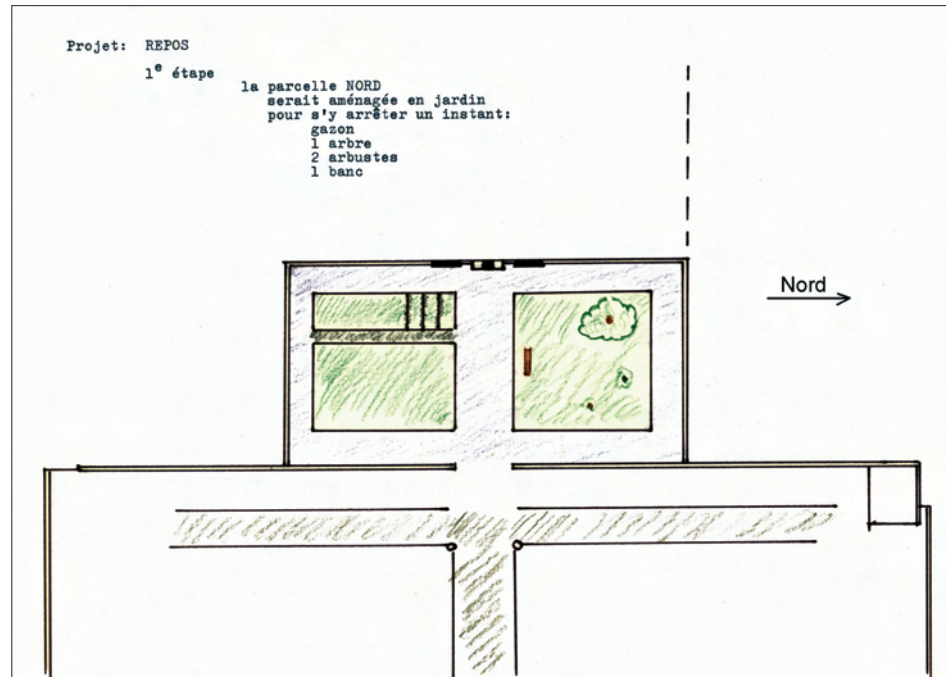 Projet: REPOS
1e étape
la parcelle NORD
serait aménagée en jardin
pour s'y arrêter un instant:
gazon
1 arbre
2 arbustes
1 banc
Nord